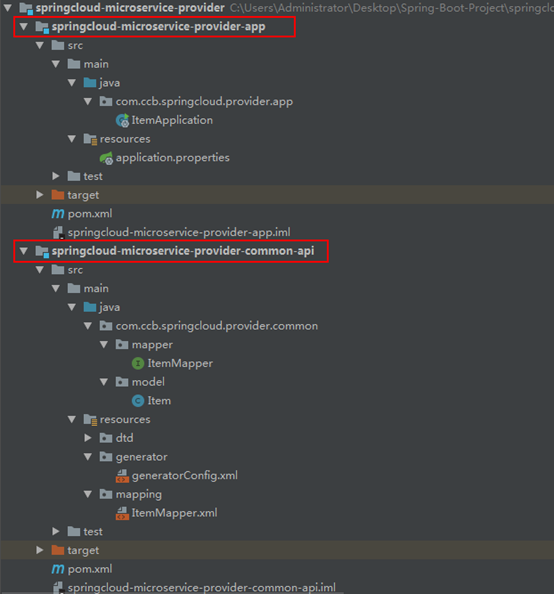 springcloud-microservice-provider C:\Users\Administrator\Desktop\Spring-Boot-Project\springcl
springcloud-microservice-provider-app
src
main
java
com.ccb.springcloud.provider.app
ItemApplication
resources
application.properties
test
target
pom.xml
springcloud-microservice-provider-app.iml
springcloud-microservice-provider-common-api
src
main
java
com.ccb.springcloud.provider.common
mapper
ItemMapper
model
Item
resources
dtd
generator
generatorConfig.xml
mapping
ItemMapper.xml
test
target
pom.xml
springcloud-microservice-provider-common-api.iml